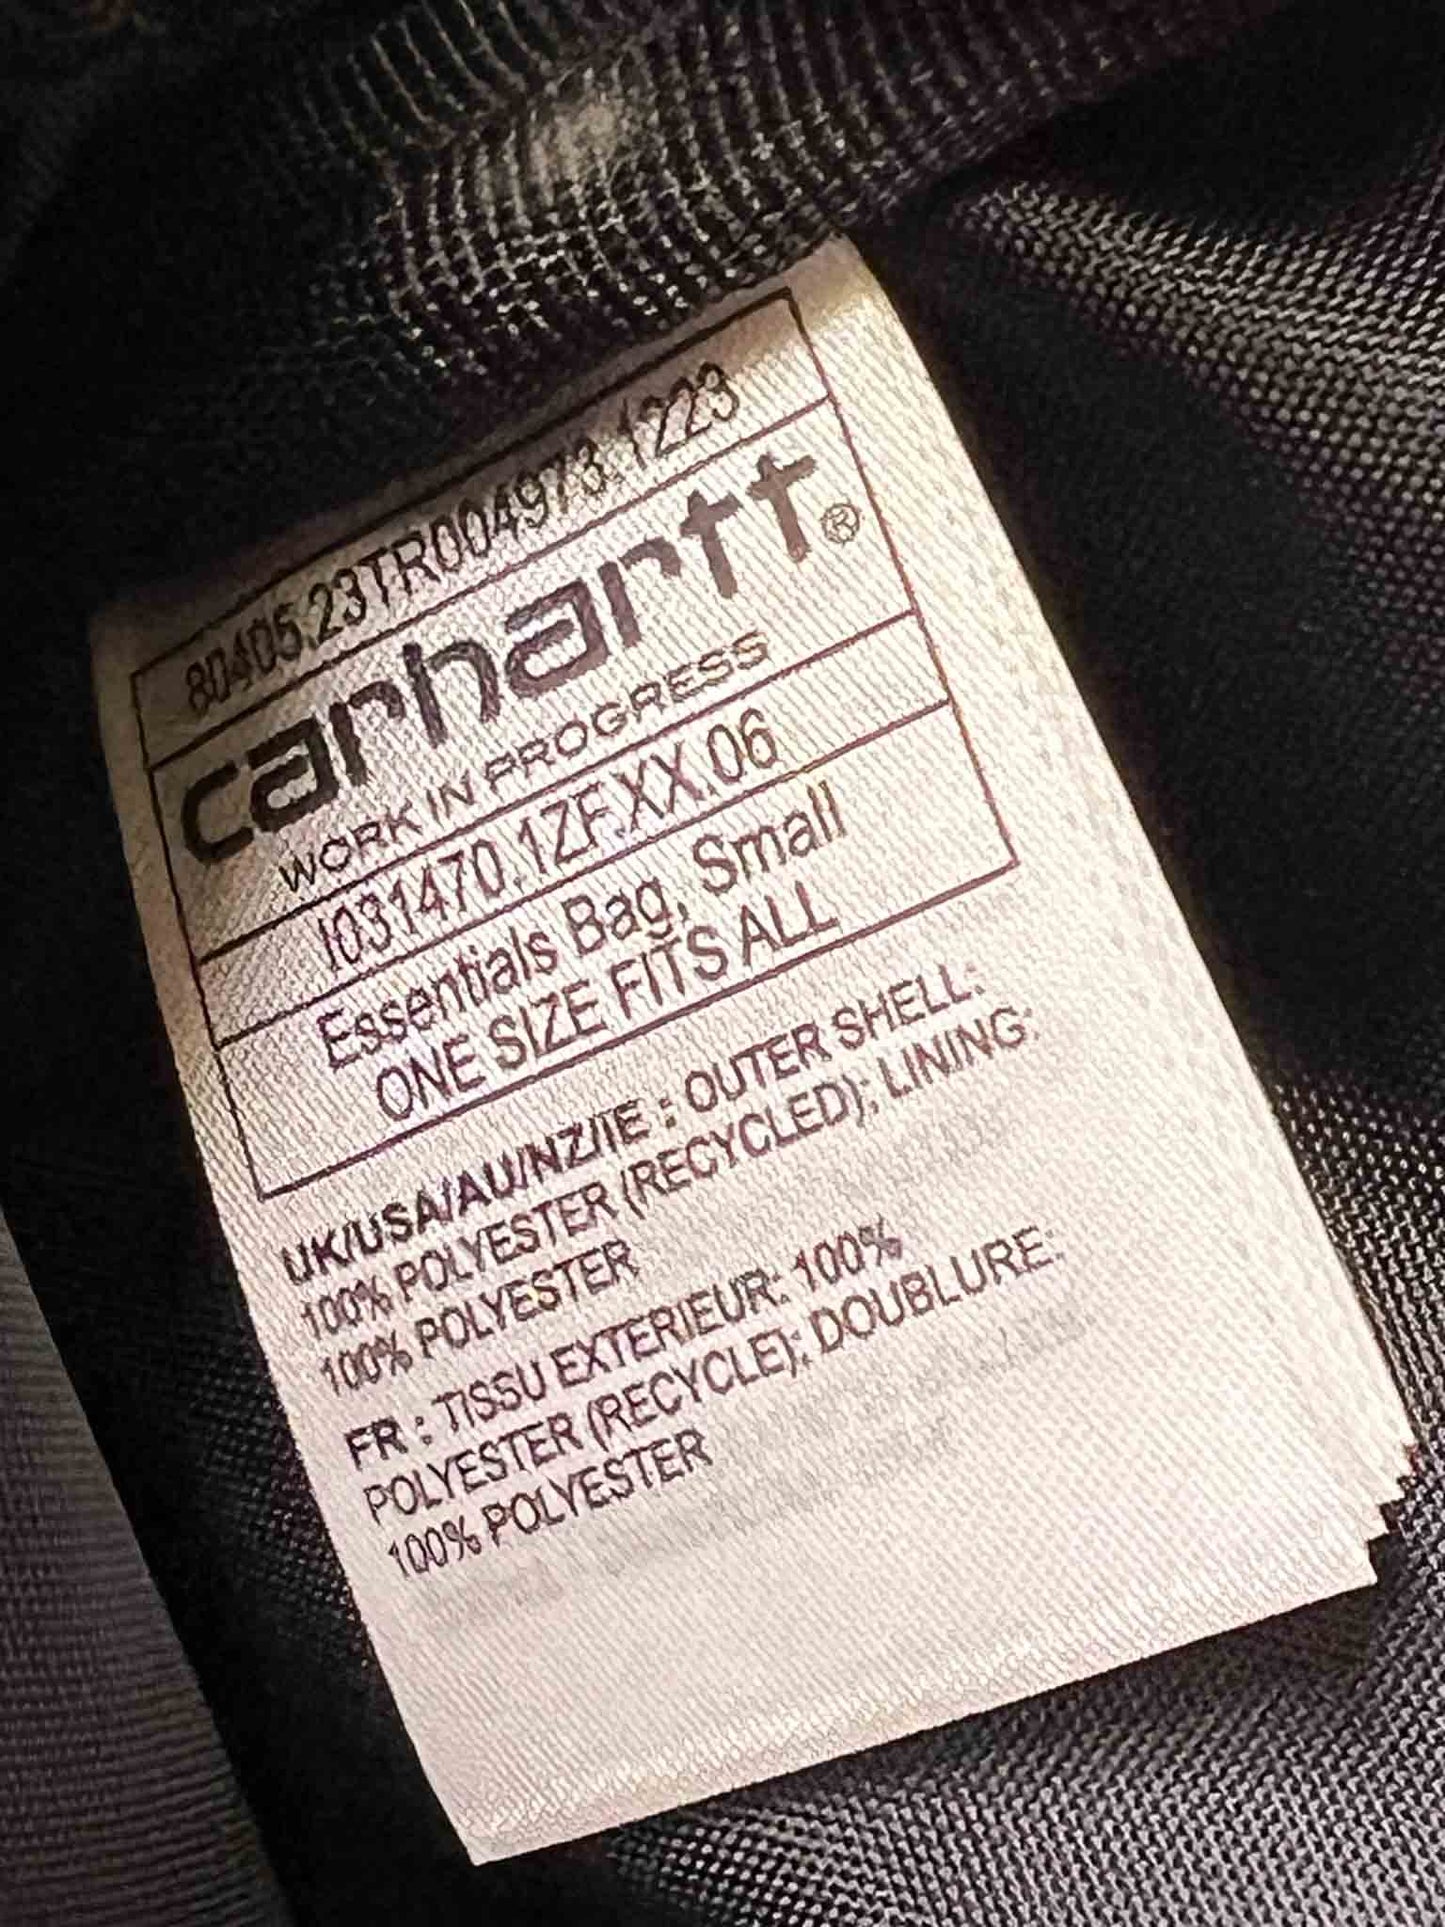 80405.23TR004973.1223
carhartt®
WORK IN PROGRESS
I031470.1ZF.XX.06
Essentials Bag, Small
ONE SIZE FITS ALL
UK/USA/AU/NZ/IE : OUTER SHELL:
100% POLYESTER (RECYCLED); LINING:
100% POLYESTER
FR : TISSU EXTERIEUR: 100%
POLYESTER (RECYCLE); DOUBLURE:
100% POLYESTER